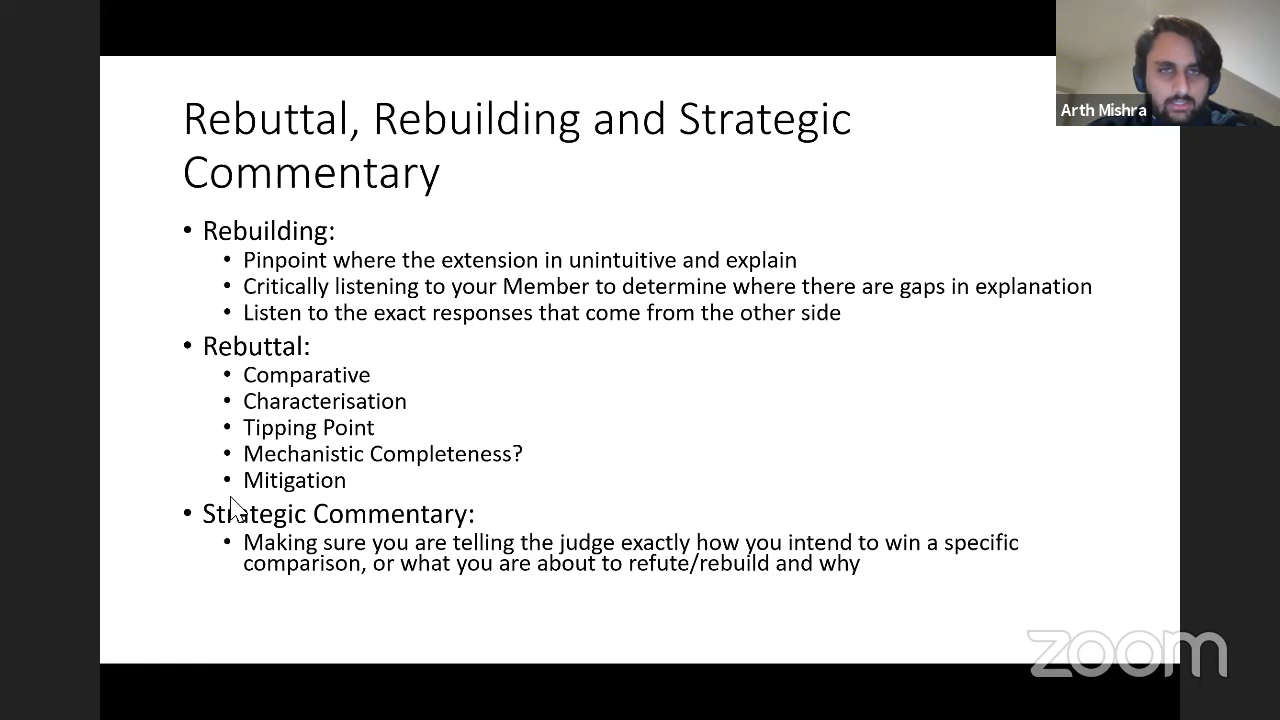 Arth Mishra
Rebuttal, Rebuilding and Strategic
Commentary
• Rebuilding:
• Pinpoint where the extension in unintuitive and explain
• Critically listening to your Member to determine where there are gaps in explanation
• Listen to the exact responses that come from the other side
• Rebuttal:
• Comparative
• Characterisation
• Tipping Point
• Mechanistic Completeness?
• Mitigation
• Strategic Commentary:
• Making sure you are telling the judge exactly how you intend to win a specific
comparison, or what you are about to refute/rebuild and why
zoom